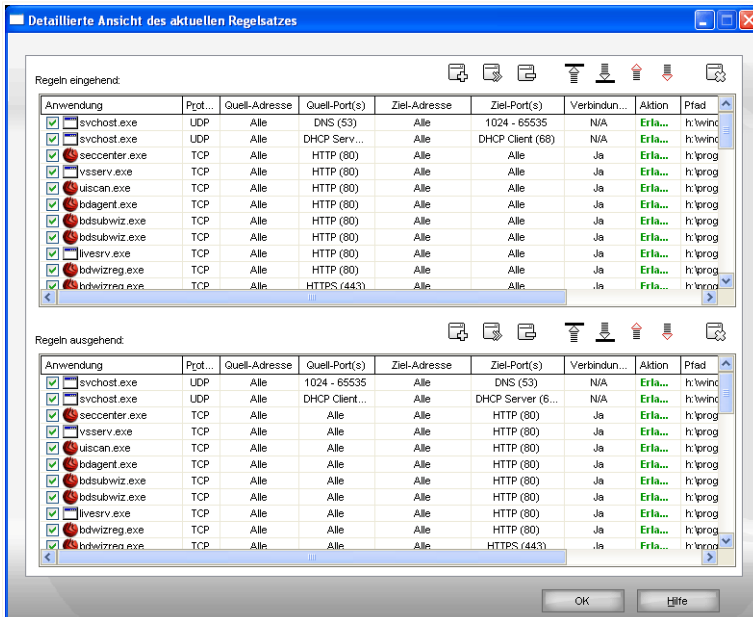 Detaillierte Ansicht des aktuellen Regelsatzes
Regeln eingehend:
Anwendung Prot... Quell-Adresse Quell-Port(s) Ziel-Adresse Ziel-Port(s) Verbindun... Aktion Pfad
svchost.exe UDP Alle DNS (53) Alle 1024 - 65535 N/A Erla... h:\winc
svchost.exe UDP Alle DHCP Serv... Alle DHCP Client (68) N/A Erla... h:\winc
seccenter.exe TCP Alle HTTP (80) Alle Alle Ja Erla... h:\prog
vsserv.exe TCP Alle HTTP (80) Alle Alle Ja Erla... h:\prog
uiscan.exe TCP Alle HTTP (80) Alle Alle Ja Erla... h:\prog
bdagent.exe TCP Alle HTTP (80) Alle Alle Ja Erla... h:\prog
bdsubwiz.exe TCP Alle HTTP (80) Alle Alle Ja Erla... h:\prog
bdsubwiz.exe TCP Alle HTTP (80) Alle Alle Ja Erla... h:\prog
livesrv.exe TCP Alle HTTP (80) Alle Alle Ja Erla... h:\prog
bdwizreg.exe TCP Alle HTTP (80) Alle Alle Ja Erla... h:\prog
bdwizreg.exe TCP Alle HTTPS (443) Alle Alle Ja Erla... h:\prog
Regeln ausgehend:
Anwendung Prot... Quell-Adresse Quell-Port(s) Ziel-Adresse Ziel-Port(s) Verbindun... Aktion Pfad
svchost.exe UDP Alle 1024 - 65535 Alle DNS (53) N/A Erla... h:\winc
svchost.exe UDP Alle DHCP Client... Alle DHCP Server (6... N/A Erla... h:\winc
seccenter.exe TCP Alle Alle Alle HTTP (80) Ja Erla... h:\prog
vsserv.exe TCP Alle Alle Alle HTTP (80) Ja Erla... h:\prog
uiscan.exe TCP Alle Alle Alle HTTP (80) Ja Erla... h:\prog
bdagent.exe TCP Alle Alle Alle HTTP (80) Ja Erla... h:\prog
bdsubwiz.exe TCP Alle Alle Alle HTTP (80) Ja Erla... h:\prog
bdsubwiz.exe TCP Alle Alle Alle HTTP (80) Ja Erla... h:\prog
livesrv.exe TCP Alle Alle Alle HTTP (80) Ja Erla... h:\prog
bdwizreg.exe TCP Alle Alle Alle HTTP (80) Ja Erla... h:\prog
bdwizreg.exe TCP Alle Alle Alle HTTPS (443) Ja Erla... h:\prog
OK Hilfe